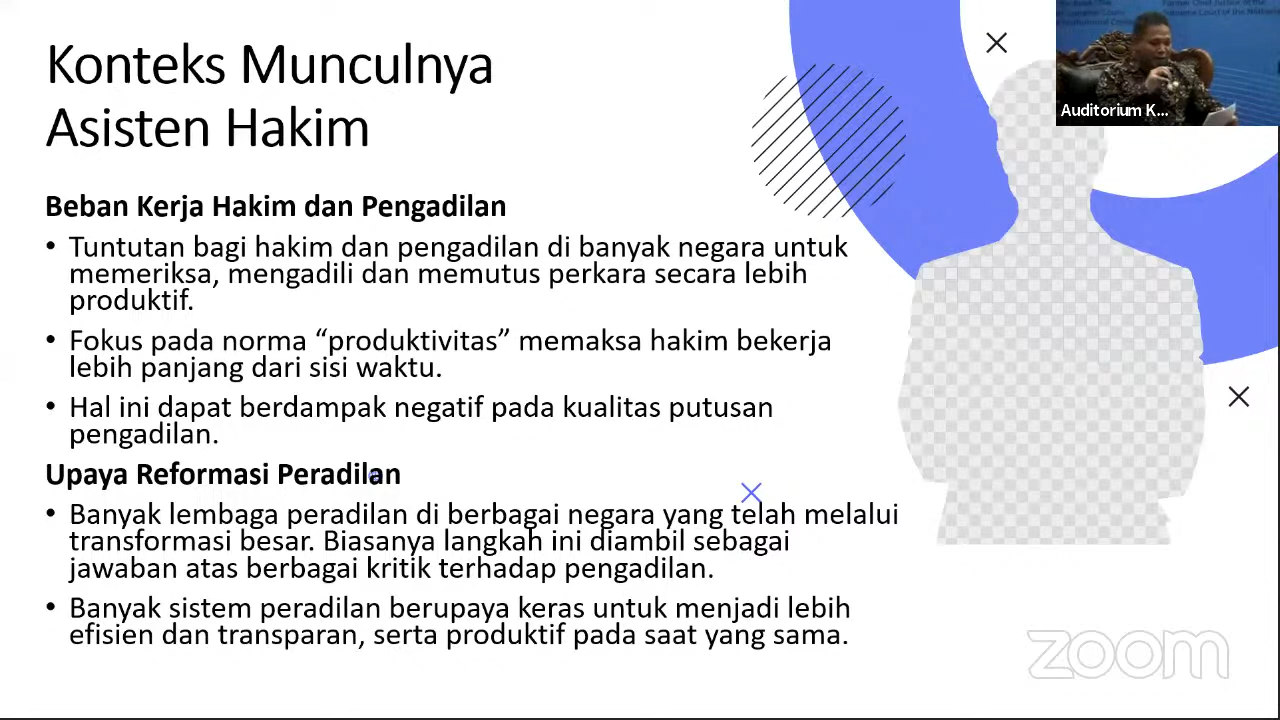 Konteks Munculnya
Asisten Hakim
Beban Kerja Hakim dan Pengadilan
• Tuntutan bagi hakim dan pengadilan di banyak negara untuk
memeriksa, mengadili dan memutus perkara secara lebih
produktif.
• Fokus pada norma “produktivitas” memaksa hakim bekerja
lebih panjang dari sisi waktu.
• Hal ini dapat berdampak negatif pada kualitas putusan
pengadilan.
Upaya Reformasi Peradilan
• Banyak lembaga peradilan di berbagai negara yang telah melalui
transformasi besar. Biasanya langkah ini diambil sebagai
jawaban atas berbagai kritik terhadap pengadilan.
• Banyak sistem peradilan berupaya keras untuk menjadi lebih
efisien dan transparan, serta produktif pada saat yang sama.
Auditorium K...
zoom